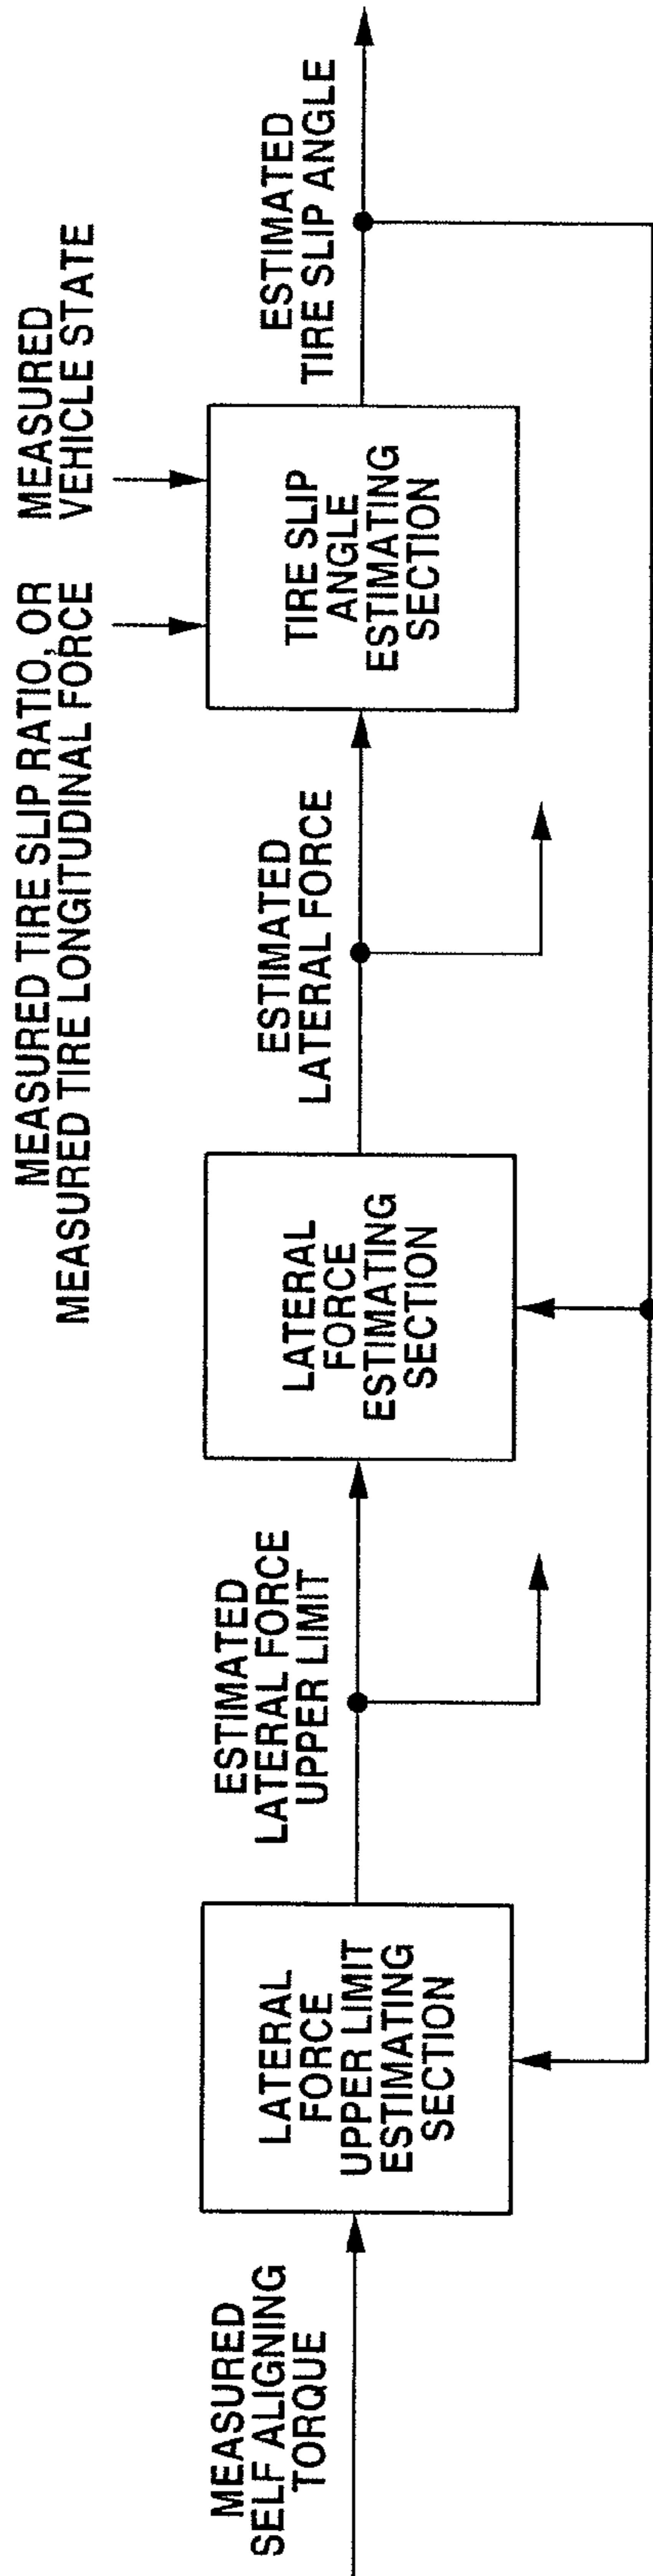 MEASURED
SELF ALIGNING
TORQUE
LATERAL
FORCE
UPPER LIMIT
ESTIMATING
SECTION
ESTIMATED
LATERAL FORCE
UPPER LIMIT
LATERAL
FORCE
ESTIMATING
SECTION
ESTIMATED
LATERAL FORCE
MEASURED TIRE SLIP RATIO, OR
MEASURED TIRE LONGITUDINAL FORCE
MEASURED
VEHICLE STATE
TIRE SLIP
ANGLE
ESTIMATING
SECTION
ESTIMATED
TIRE SLIP ANGLE